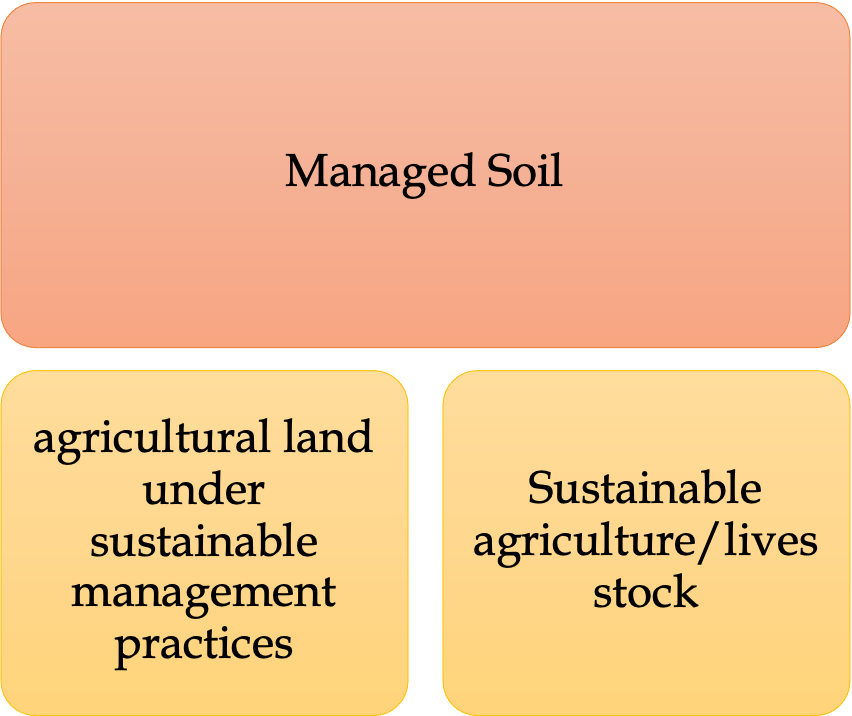 Managed Soil
agricultural land
under
sustainable
management
practices
Sustainable
agriculture/lives
stock